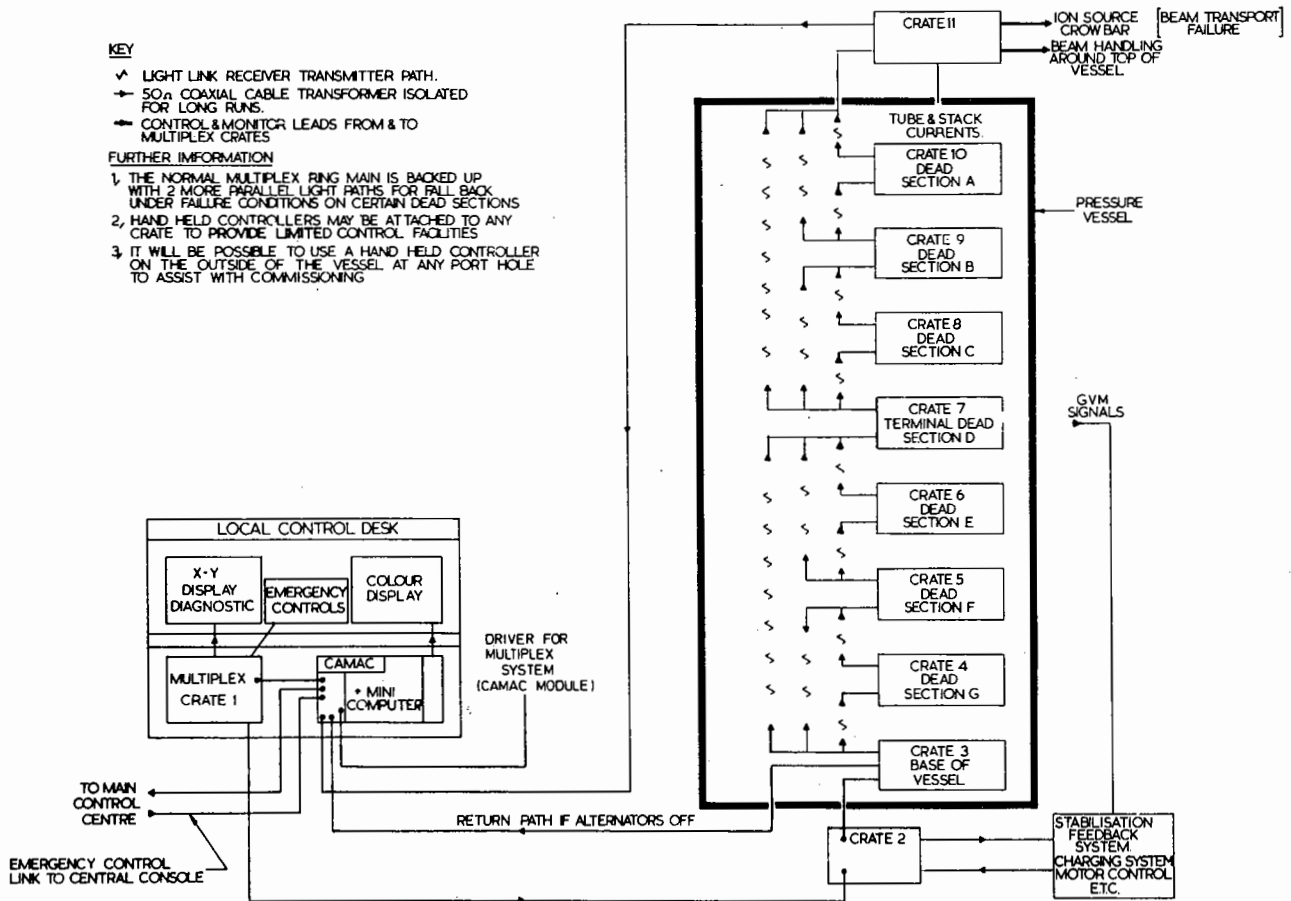 KEY
LIGHT LINK RECEIVER TRANSMITTER PATH.
50Ω COAXIAL CABLE TRANSFORMER ISOLATED
FOR LONG RUNS.
CONTROL & MONITOR LEADS FROM & TO
MULTIPLEX CRATES
FURTHER IMFORMATION
1, THE NORMAL MULTIPLEX RING MAIN IS BACKED UP
WITH 2 MORE PARALLEL LIGHT PATHS FOR FALL BACK
UNDER FAILURE CONDITIONS ON CERTAIN DEAD SECTIONS
2, HAND HELD CONTROLLERS MAY BE ATTACHED TO ANY
CRATE TO PROVIDE LIMITED CONTROL FACILITIES
3, IT WILL BE POSSIBLE TO USE A HAND HELD CONTROLLER
ON THE OUTSIDE OF THE VESSEL AT ANY PORT HOLE
TO ASSIST WITH COMMISSIONING
CRATE 11
ION SOURCE
CROW BAR
[BEAM TRANSPORT
FAILURE]
BEAM HANDLING
AROUND TOP OF
VESSEL
TUBE & STACK
CURRENTS.
CRATE 10
DEAD
SECTION A
PRESSURE
VESSEL
CRATE 9
DEAD
SECTION B
CRATE 8
DEAD
SECTION C
CRATE 7
TERMINAL DEAD
SECTION D
GVM
SIGNALS
CRATE 6
DEAD
SECTION E
CRATE 5
DEAD
SECTION F
CRATE 4
DEAD
SECTION G
CRATE 3
BASE OF
VESSEL
LOCAL CONTROL DESK
X-Y
DISPLAY
DIAGNOSTIC
EMERGENCY
CONTROLS
COLOUR
DISPLAY
MULTIPLEX
CRATE 1
CAMAC
+ MINI
COMPUTER
DRIVER FOR
MULTIPLEX
SYSTEM
(CAMAC MODULE)
TO MAIN
CONTROL
CENTRE
RETURN PATH IF ALTERNATORS OFF
EMERGENCY CONTROL
LINK TO CENTRAL CONSOLE
CRATE 2
STABILISATION
FEEDBACK
SYSTEM.
CHARGING SYSTEM
MOTOR CONTROL
E.T.C.